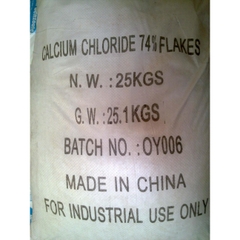 CALCIUM CHLORIDE 74% FLAKES
N. W. : 25KGS
G. W. : 25.1KGS
BATCH NO. : OY006
MADE IN CHINA
FOR INDUSTRIAL USE ONLY